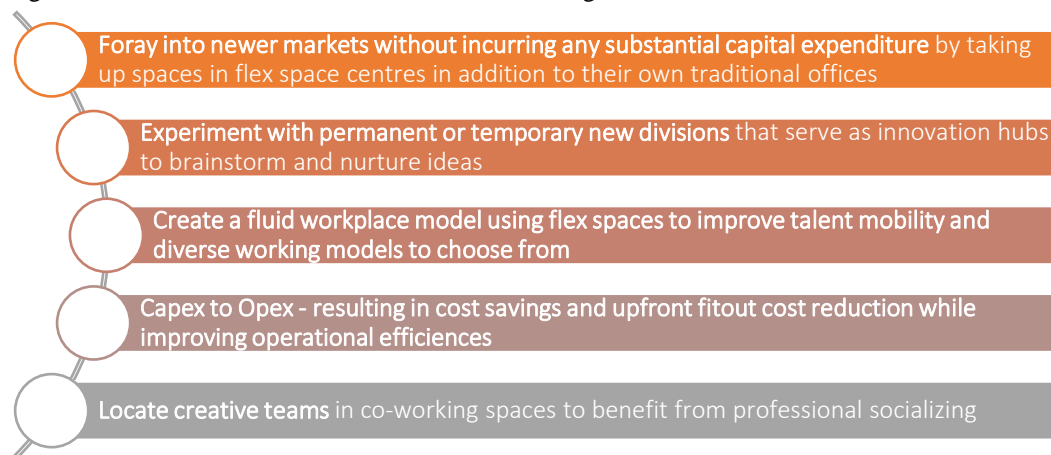 Foray into newer markets without incurring any substantial capital expenditure by taking
up spaces in flex space centres in addition to their own traditional offices
Experiment with permanent or temporary new divisions that serve as innovation hubs
to brainstorm and nurture ideas
Create a fluid workplace model using flex spaces to improve talent mobility and
diverse working models to choose from
Capex to Opex - resulting in cost savings and upfront fitout cost reduction while
improving operational efficiences
Locate creative teams in co-working spaces to benefit from professional socializing